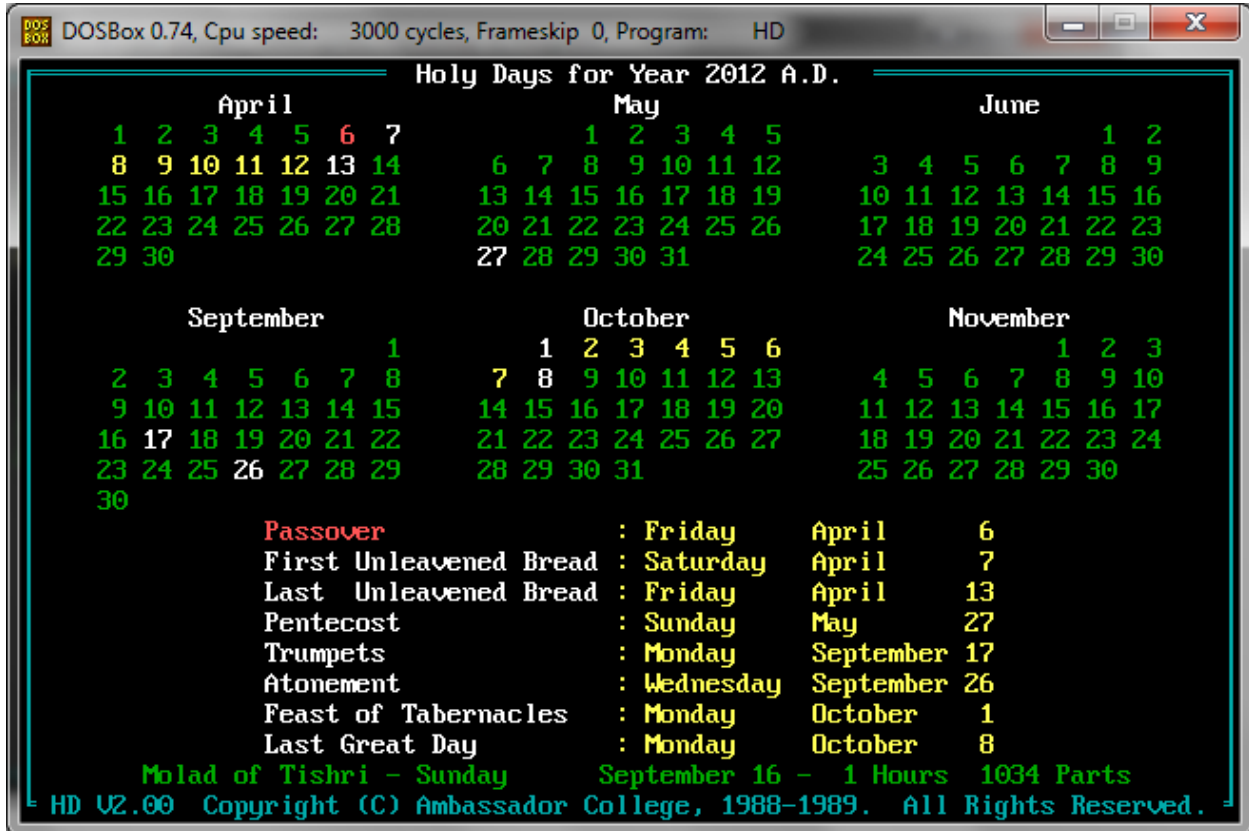 DOSBox 0.74, Cpu speed: 3000 cycles, Frameskip 0, Program: HD
Holy Days for Year 2012 A.D.
April May June
1 2 3 4 5 6 7 1 2 3 4 5 1 2
8 9 10 11 12 13 14 6 7 8 9 10 11 12 3 4 5 6 7 8 9
15 16 17 18 19 20 21 13 14 15 16 17 18 19 10 11 12 13 14 15 16
22 23 24 25 26 27 28 20 21 22 23 24 25 26 17 18 19 20 21 22 23
29 30 27 28 29 30 31 24 25 26 27 28 29 30
September October November
1 1 2 3 4 5 6 1 2 3
2 3 4 5 6 7 8 7 8 9 10 11 12 13 4 5 6 7 8 9 10
9 10 11 12 13 14 15 14 15 16 17 18 19 20 11 12 13 14 15 16 17
16 17 18 19 20 21 22 21 22 23 24 25 26 27 18 19 20 21 22 23 24
23 24 25 26 27 28 29 28 29 30 31 25 26 27 28 29 30
30
Passover : Friday April 6
First Unleavened Bread : Saturday April 7
Last Unleavened Bread : Friday April 13
Pentecost : Sunday May 27
Trumpets : Monday September 17
Atonement : Wednesday September 26
Feast of Tabernacles : Monday October 1
Last Great Day : Monday October 8
Molad of Tishri - Sunday September 16 - 1 Hours 1034 Parts
HD V2.00 Copyright (C) Ambassador College, 1988-1989. All Rights Reserved.